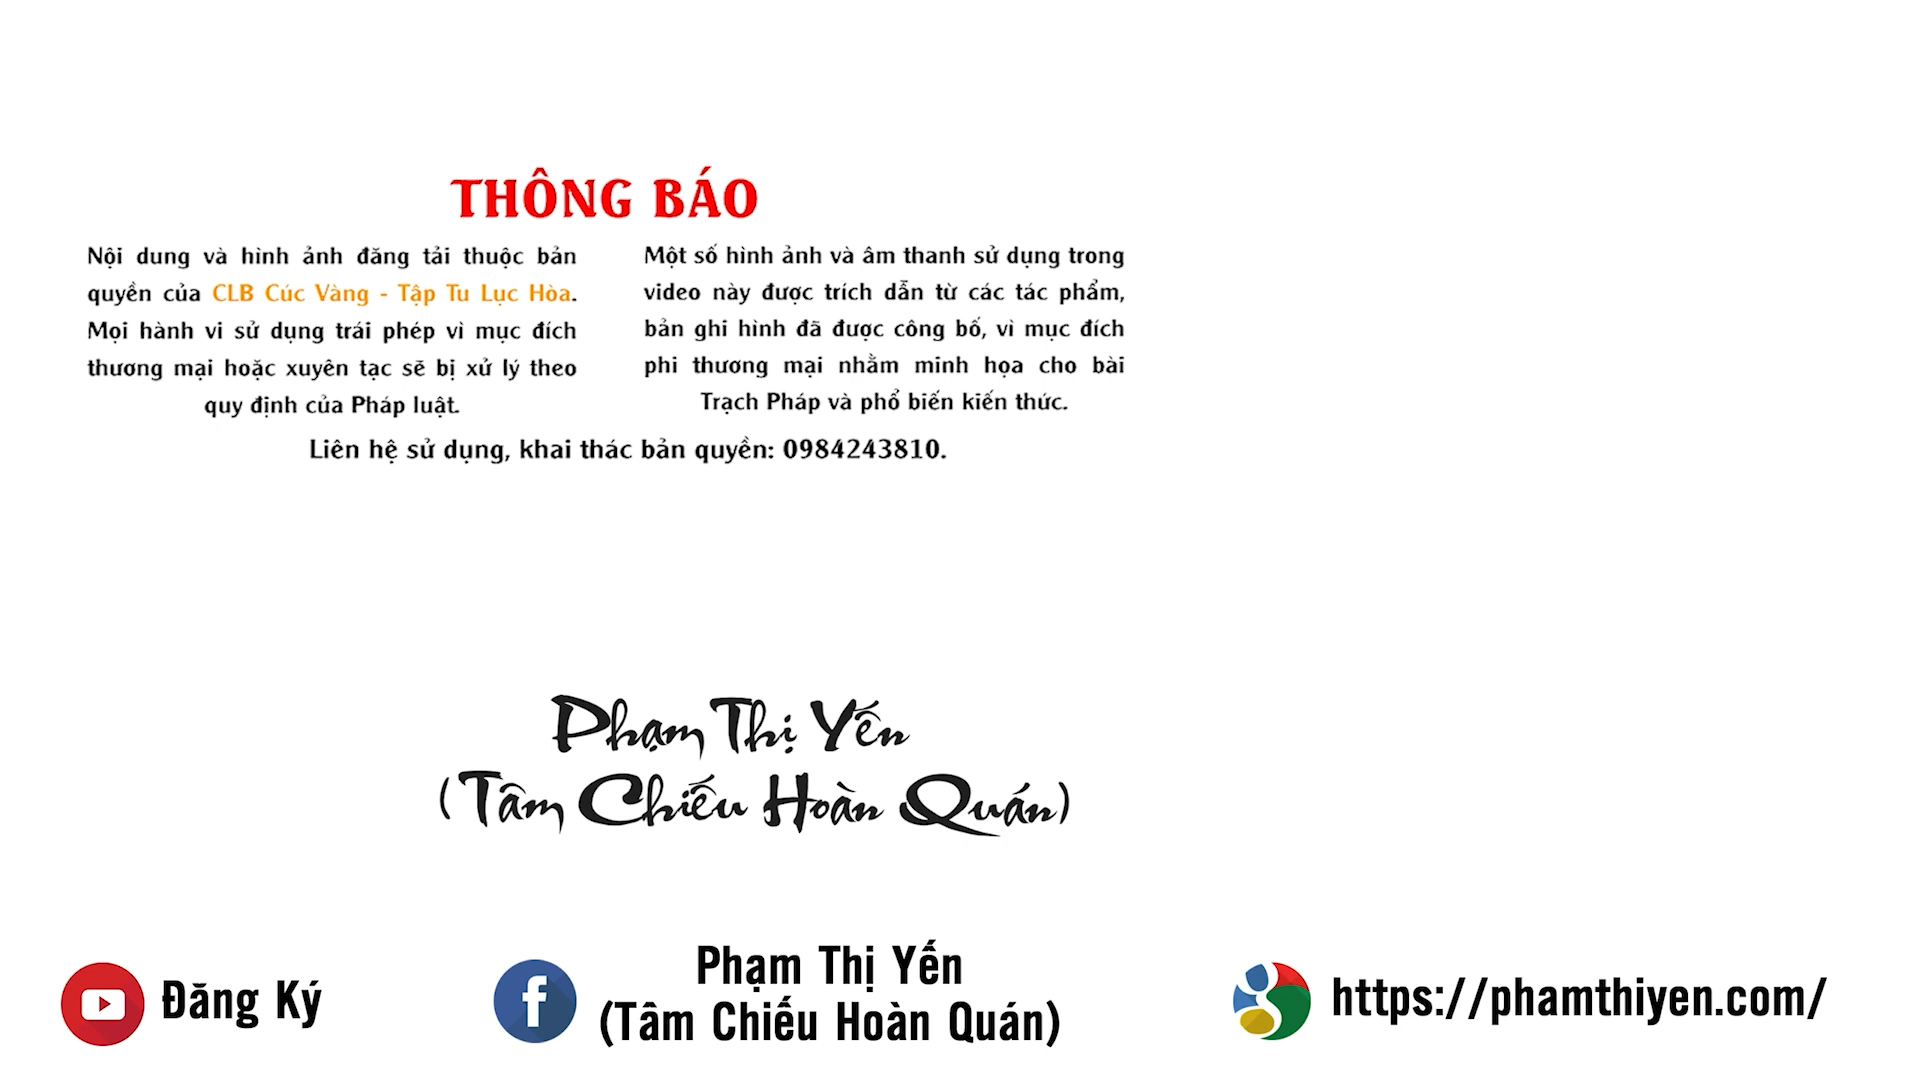 THÔNG BÁO
Nội dung và hình ảnh đăng tải thuộc bản
quyền của CLB Cúc Vàng - Tập Tu Lục Hòa.
Mọi hành vi sử dụng trái phép vì mục đích
thương mại hoặc xuyên tạc sẽ bị xử lý theo
quy định của Pháp luật.
Một số hình ảnh và âm thanh sử dụng trong
video này được trích dẫn từ các tác phẩm,
bản ghi hình đã được công bố, vì mục đích
phi thương mại nhằm minh họa cho bài
Trạch Pháp và phổ biến kiến thức.
Liên hệ sử dụng, khai thác bản quyền: 0984243810.
Phạm Thị Yến
(Tâm Chiếu Hoàn Quán)
Đăng Ký
Phạm Thị Yến
(Tâm Chiếu Hoàn Quán)
https://phamthiyen.com/